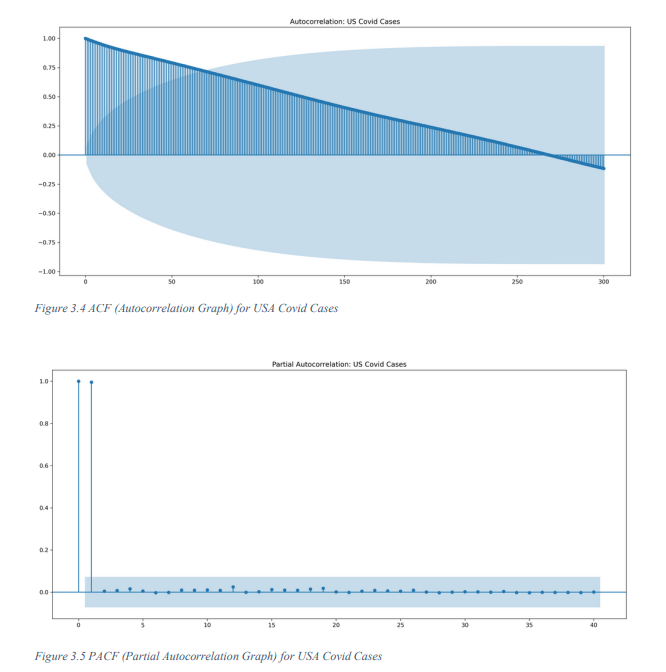 Autocorrelation: US Covid Cases
1.00
0.75
0.50
0.25
0.00
−0.25
−0.50
−0.75
−1.00
0 50 100 150 200 250 300
Figure 3.4 ACF (Autocorrelation Graph) for USA Covid Cases
Partial Autocorrelation: US Covid Cases
1.0
0.8
0.6
0.4
0.2
0.0
0 5 10 15 20 25 30 35 40
Figure 3.5 PACF (Partial Autocorrelation Graph) for USA Covid Cases